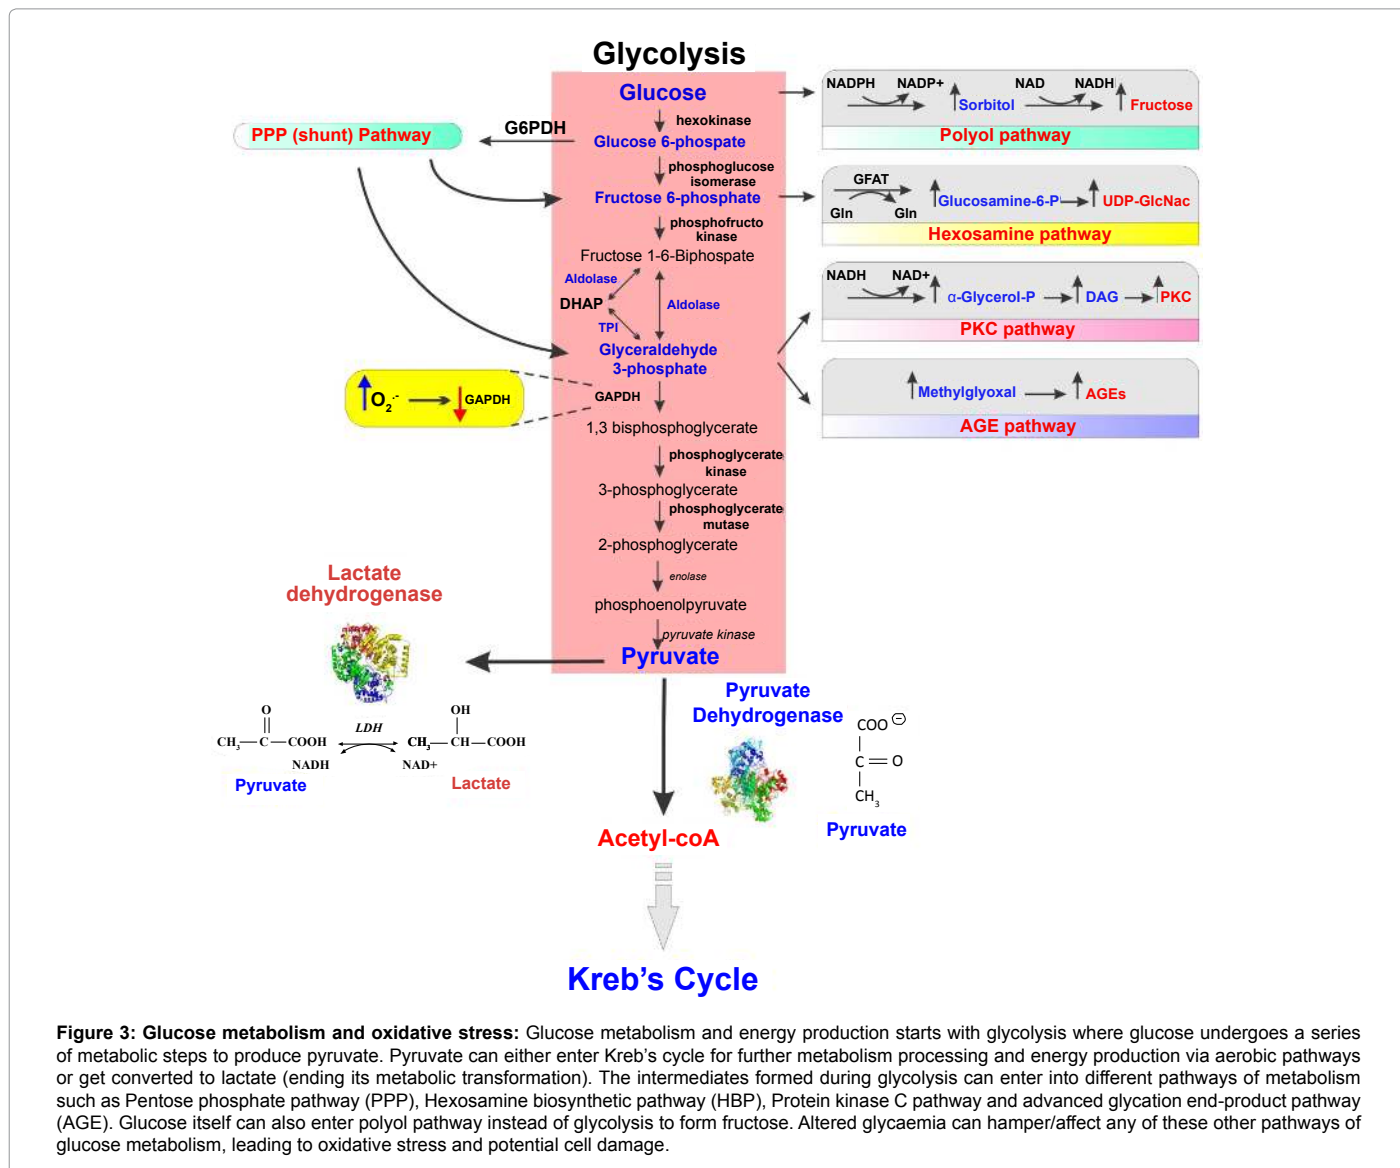 Glycolysis
Glucose
hexokinase
Glucose 6-phospate
G6PDH
PPP (shunt) Pathway
phosphoglucose
isomerase
Fructose 6-phosphate
phosphofructo
kinase
Fructose 1-6-Biphospate
Aldolase
DHAP
Aldolase
TPI
Glyceraldehyde
3-phosphate
O2.-
GAPDH
GAPDH
1,3 bisphosphoglycerate
phosphoglycerate
kinase
3-phosphoglycerate
phosphoglycerate
mutase
2-phosphoglycerate
enolase
phosphoenolpyruvate
pyruvate kinase
Pyruvate
NADPH NADP+ Sorbitol NAD NADH Fructose
Polyol pathway
GFAT
Gln Gln Glucosamine-6-P UDP-GlcNac
Hexosamine pathway
NADH NAD+ α-Glycerol-P DAG PKC
PKC pathway
Methylglyoxal AGEs
AGE pathway
Lactate
dehydrogenase
O
CH3 C COOH
LDH
OH
CH3 CH COOH
NADH NAD+
Pyruvate
Lactate
Pyruvate
Dehydrogenase
COO⊖
C=O
CH3
Pyruvate
Acetyl-coA
Kreb's Cycle
Figure 3: Glucose metabolism and oxidative stress: Glucose metabolism and energy production starts with glycolysis where glucose undergoes a series
of metabolic steps to produce pyruvate. Pyruvate can either enter Kreb's cycle for further metabolism processing and energy production via aerobic pathways
or get converted to lactate (ending its metabolic transformation). The intermediates formed during glycolysis can enter into different pathways of metabolism
such as Pentose phosphate pathway (PPP), Hexosamine biosynthetic pathway (HBP), Protein kinase C pathway and advanced glycation end-product pathway
(AGE). Glucose itself can also enter polyol pathway instead of glycolysis to form fructose. Altered glycaemia can hamper/affect any of these other pathways of
glucose metabolism, leading to oxidative stress and potential cell damage.